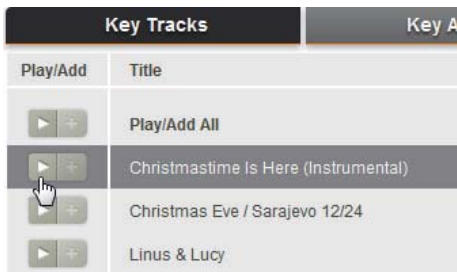 Key Tracks Key A
Play/Add Title
Play/Add All
Christmastime Is Here (Instrumental)
Christmas Eve / Sarajevo 12/24
Linus & Lucy